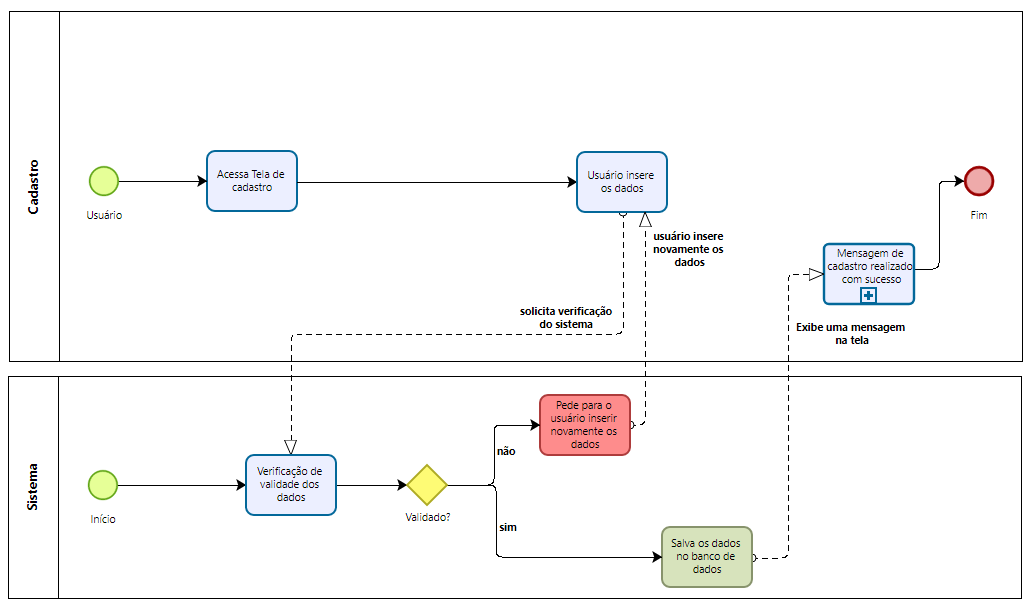 Cadastro
Usuário
Acessa Tela de
cadastro
Usuário insere
os dados
usuário insere
novamente os
dados
solicita verificação
do sistema
Mensagem de
cadastro realizado
com sucesso
Exibe uma mensagem
na tela
Fim
Sistema
Início
Verificação de
validade dos
dados
Validado?
não
sim
Pede para o
usuário inserir
novamente os
dados
Salva os dados
no banco de
dados